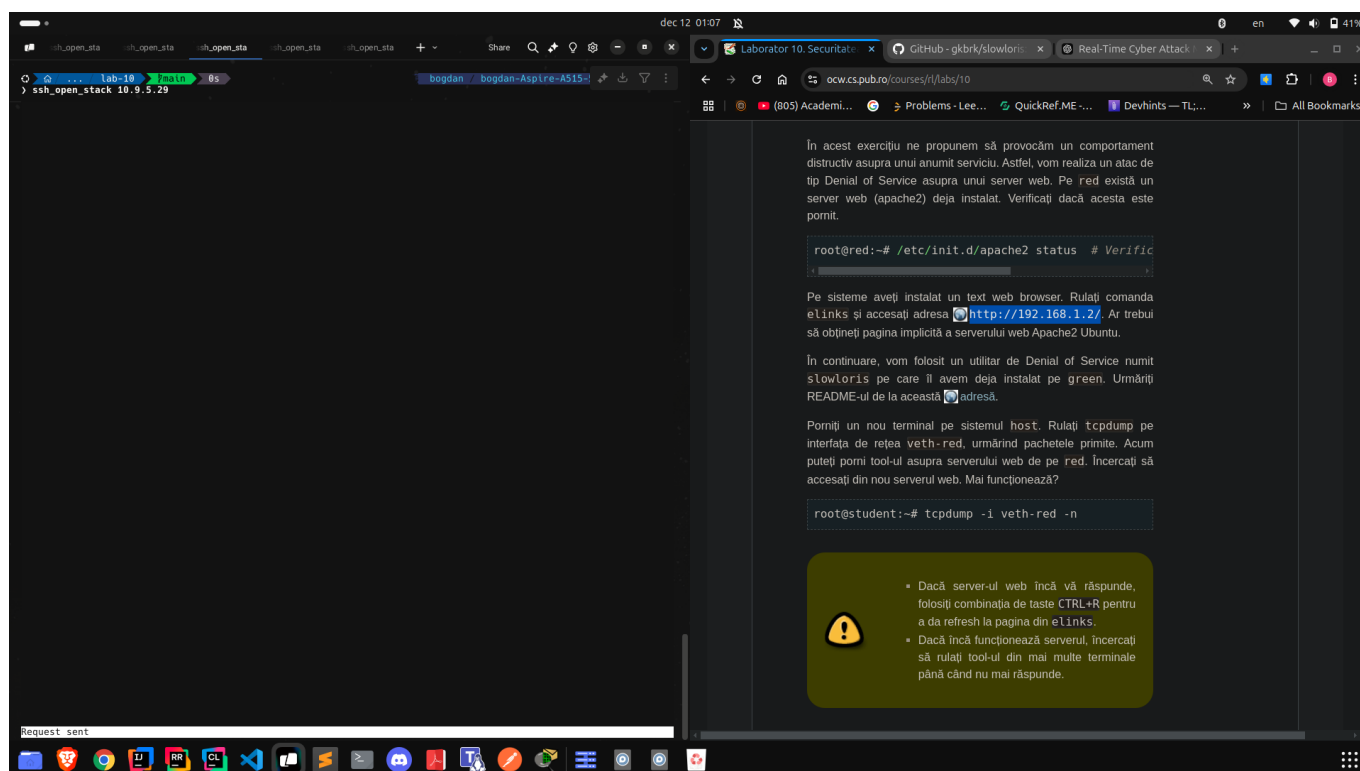 dec 12 01:07
en
41%
ssh_open_sta
ssh_open_sta
ssh_open_sta
ssh_open_sta
ssh_open_sta
Share
... lab-10 main 0s
bogdan bogdan-Aspire-A515-
❯ ssh_open_stack 10.9.5.29
Request sent
Laborator 10. Securitate
GitHub - gkbrk/slowloris:
Real-Time Cyber Attack
ocw.cs.pub.ro/courses/rl/labs/10
(805) Academi...
Problems - Lee...
QuickRef.ME -...
Devhints — TL;...
»
All Bookmarks
În acest exercițiu ne propunem să provocăm un comportament
distructiv asupra unui anumit serviciu. Astfel, vom realiza un atac de
tip Denial of Service asupra unui server web. Pe red există un
server web (apache2) deja instalat. Verificați dacă acesta este
pornit.
root@red:~# /etc/init.d/apache2 status # Verific
Pe sisteme aveți instalat un text web browser. Rulați comanda
elinks și accesați adresa http://192.168.1.2/. Ar trebui
să obțineți pagina implicită a serverului web Apache2 Ubuntu.
În continuare, vom folosit un utilitar de Denial of Service numit
slowloris pe care îl avem deja instalat pe green. Urmăriți
README-ul de la această adresă.
Porniți un nou terminal pe sistemul host. Rulați tcpdump pe
interfața de rețea veth-red, urmărind pachetele primite. Acum
puteți porni tool-ul asupra serverului web de pe red. Încercați să
accesați din nou serverul web. Mai funcționează?
root@student:~# tcpdump -i veth-red -n
Dacă server-ul web încă vă răspunde,
folosiți combinația de taste CTRL+R pentru
a da refresh la pagina din elinks.
Dacă încă funcționează serverul, încercați
să rulați tool-ul din mai multe terminale
până când nu mai răspunde.